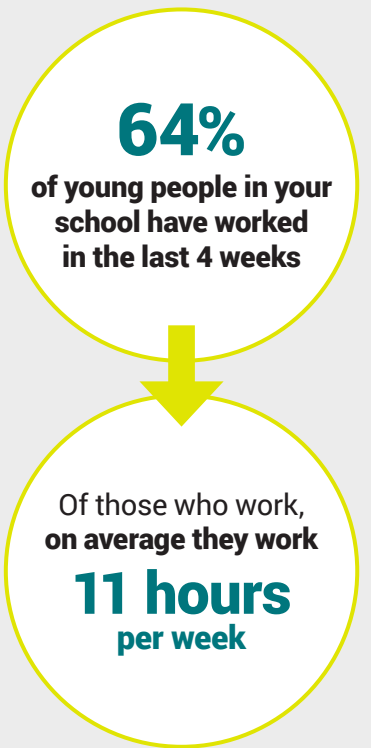 64%
of young people in your
school have worked
in the last 4 weeks
Of those who work,
on average they work
11 hours
per week